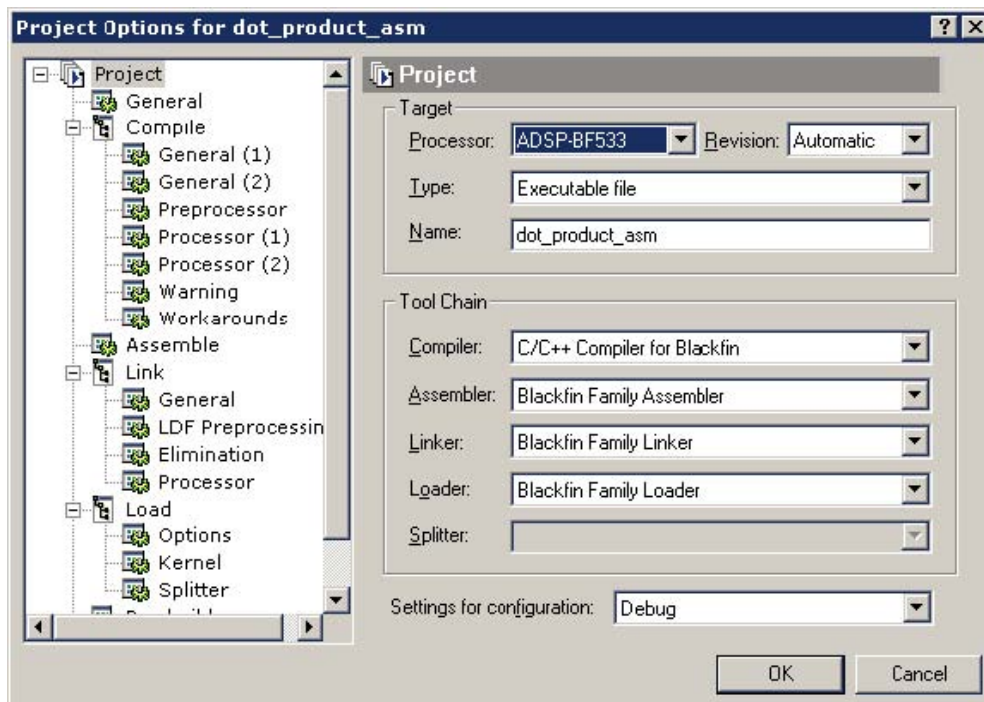 Project Options for dot_product_asm
Project
General
Compile
General (1)
General (2)
Preprocessor
Processor (1)
Processor (2)
Warning
Workarounds
Assemble
Link
General
LDF Preprocessin
Elimination
Processor
Load
Options
Kernel
Splitter
Project
Target
Processor: ADSP-BF533 Revision: Automatic
Type: Executable file
Name: dot_product_asm
Tool Chain
Compiler: C/C++ Compiler for Blackfin
Assembler: Blackfin Family Assembler
Linker: Blackfin Family Linker
Loader: Blackfin Family Loader
Splitter:
Settings for configuration: Debug
OK Cancel